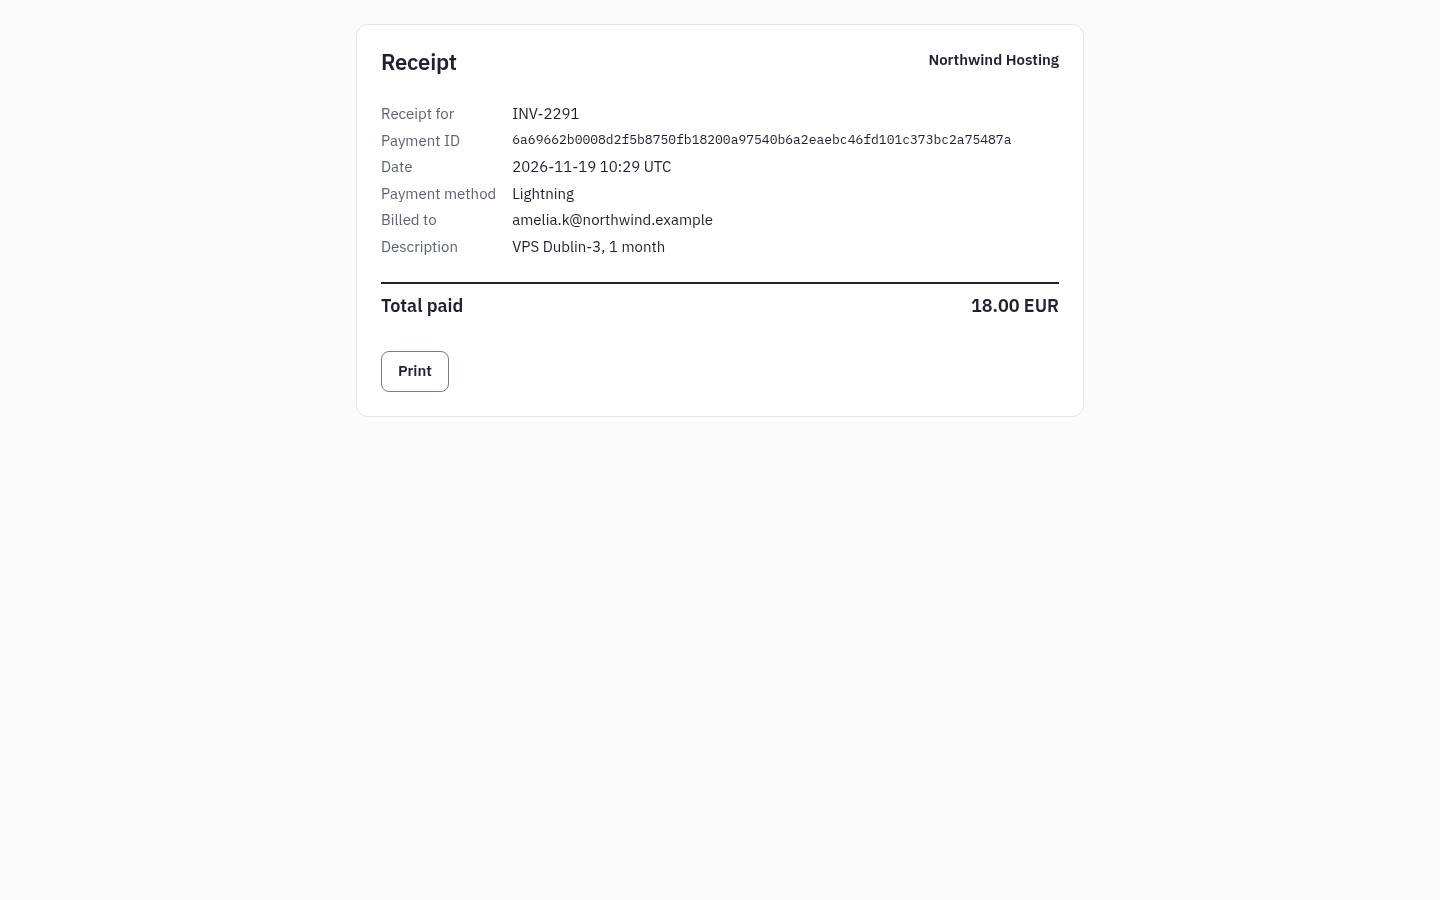 Receipt
Northwind Hosting
Receipt for INV-2291
Payment ID 6a69662b0008d2f5b8750fb18200a97540b6a2eaebc46fd101c373bc2a75487a
Date 2026-11-19 10:29 UTC
Payment method Lightning
Billed to amelia.k@northwind.example
Description VPS Dublin-3, 1 month
Total paid 18.00 EUR
Print